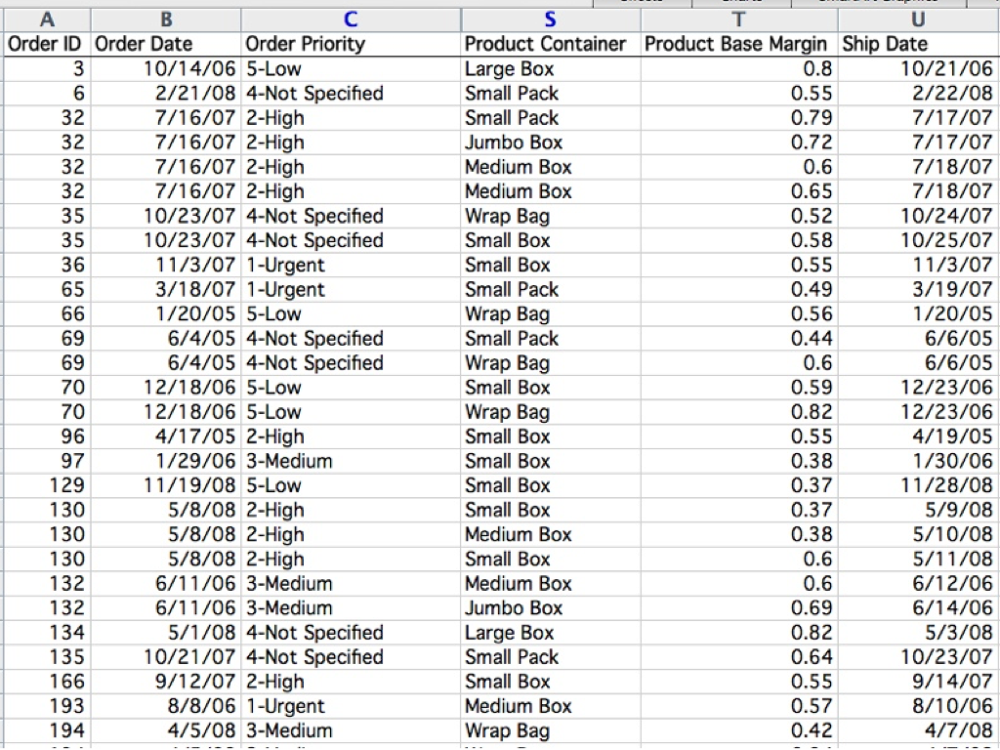 A B C S T U
Order ID Order Date Order Priority Product Container Product Base Margin Ship Date
3 10/14/06 5-Low Large Box 0.8 10/21/06
6 2/21/08 4-Not Specified Small Pack 0.55 2/22/08
32 7/16/07 2-High Small Pack 0.79 7/17/07
32 7/16/07 2-High Jumbo Box 0.72 7/17/07
32 7/16/07 2-High Medium Box 0.6 7/18/07
32 7/16/07 2-High Medium Box 0.65 7/18/07
35 10/23/07 4-Not Specified Wrap Bag 0.52 10/24/07
35 10/23/07 4-Not Specified Small Box 0.58 10/25/07
36 11/3/07 1-Urgent Small Box 0.55 11/3/07
65 3/18/07 1-Urgent Small Pack 0.49 3/19/07
66 1/20/05 5-Low Wrap Bag 0.56 1/20/05
69 6/4/05 4-Not Specified Small Pack 0.44 6/6/05
69 6/4/05 4-Not Specified Wrap Bag 0.6 6/6/05
70 12/18/06 5-Low Small Box 0.59 12/23/06
70 12/18/06 5-Low Wrap Bag 0.82 12/23/06
96 4/17/05 2-High Small Box 0.55 4/19/05
97 1/29/06 3-Medium Small Box 0.38 1/30/06
129 11/19/08 5-Low Small Box 0.37 11/28/08
130 5/8/08 2-High Small Box 0.37 5/9/08
130 5/8/08 2-High Medium Box 0.38 5/10/08
130 5/8/08 2-High Small Box 0.6 5/11/08
132 6/11/06 3-Medium Medium Box 0.6 6/12/06
132 6/11/06 3-Medium Jumbo Box 0.69 6/14/06
134 5/1/08 4-Not Specified Large Box 0.82 5/3/08
135 10/21/07 4-Not Specified Small Pack 0.64 10/23/07
166 9/12/07 2-High Small Box 0.55 9/14/07
193 8/8/06 1-Urgent Medium Box 0.57 8/10/06
194 4/5/08 3-Medium Wrap Bag 0.42 4/7/08